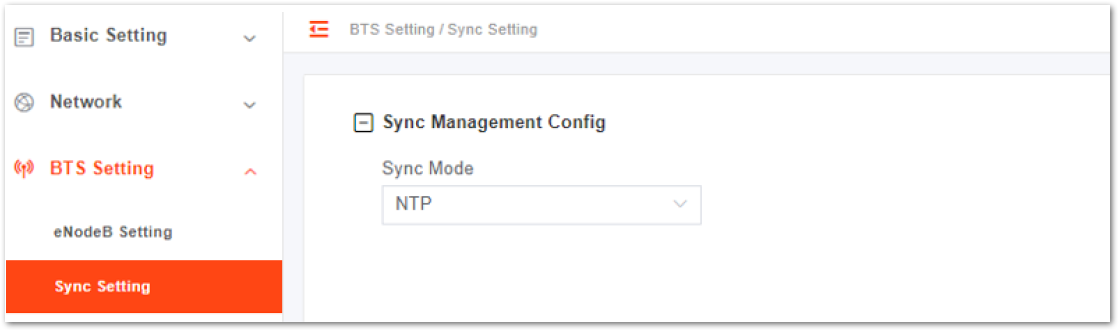 Basic Setting
Network
BTS Setting
eNodeB Setting
Sync Setting
BTS Setting / Sync Setting
Sync Management Config
Sync Mode
NTP